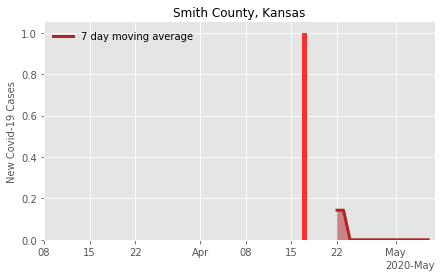 Smith County, Kansas
7 day moving average
New Covid-19 Cases
1.0
0.8
0.6
0.4
0.2
0.0
08 15 22 Apr 08 15 22 May
2020-May